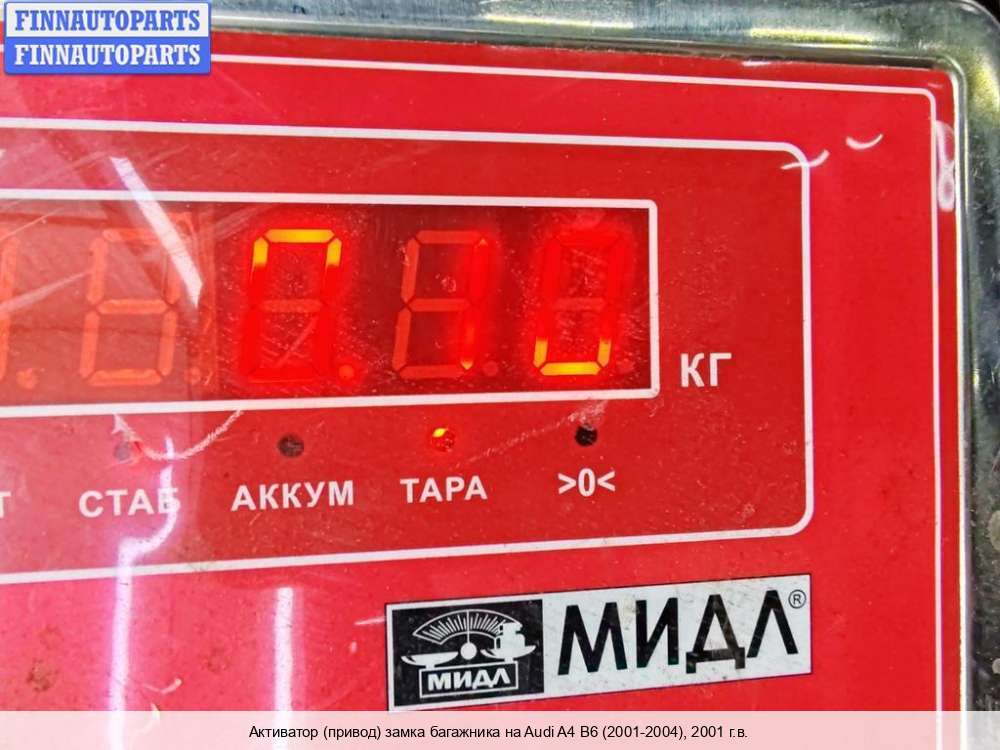 FINNAUTOPARTS
FINNAUTOPARTS
0.10
КГ
СТАБ АККУМ ТАРА >0<
МИДЛ МИДЛ®
Активатор (привод) замка багажника на Audi A4 B6 (2001-2004), 2001 г.в.